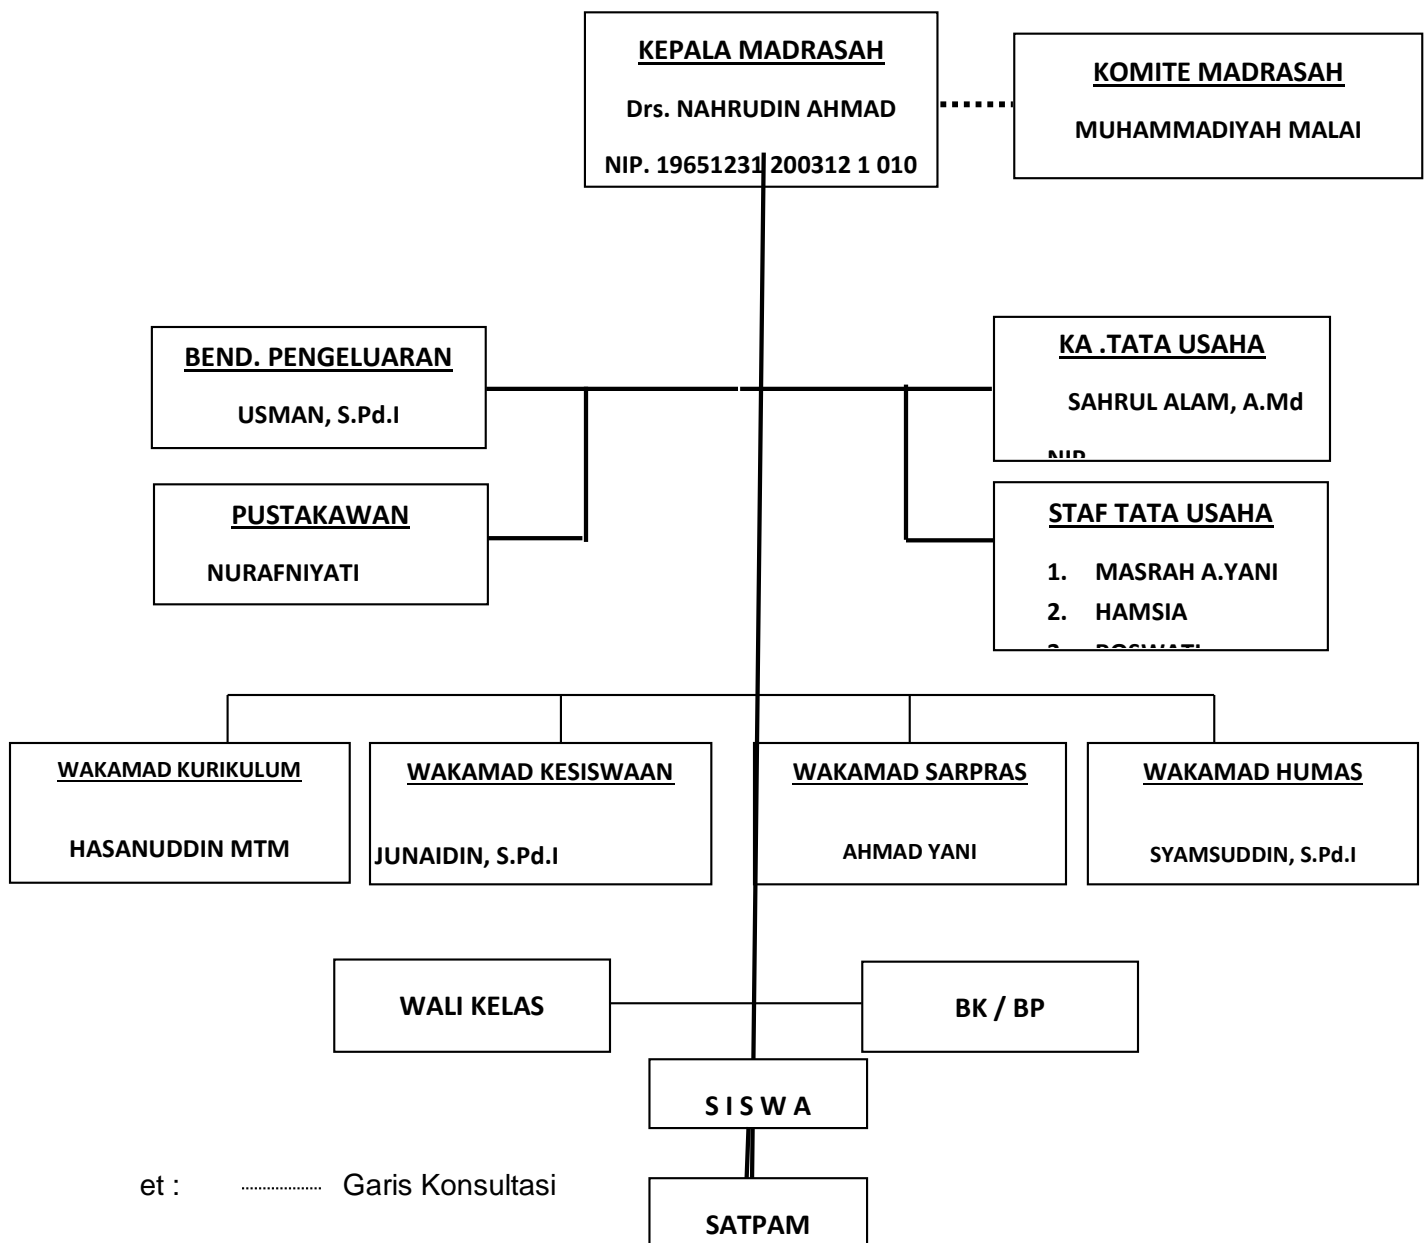 KEPALA MADRASAH
Drs. NAHRUDIN AHMAD
NIP. 19651231 200312 1 010
KOMITE MADRASAH
MUHAMMADIYAH MALAI
BEND. PENGELUARAN
USMAN, S.Pd.I
KA .TATA USAHA
SAHRUL ALAM, A.Md
NIP
PUSTAKAWAN
NURAFNIYATI
STAF TATA USAHA
1. MASRAH A.YANI
2. HAMSIA
3. ROSWATI
WAKAMAD KURIKULUM
HASANUDDIN MTM
WAKAMAD KESISWAAN
JUNAIDIN, S.Pd.I
WAKAMAD SARPRAS
AHMAD YANI
WAKAMAD HUMAS
SYAMSUDDIN, S.Pd.I
WALI KELAS
BK / BP
S I S W A
et : .................. Garis Konsultasi
SATPAM